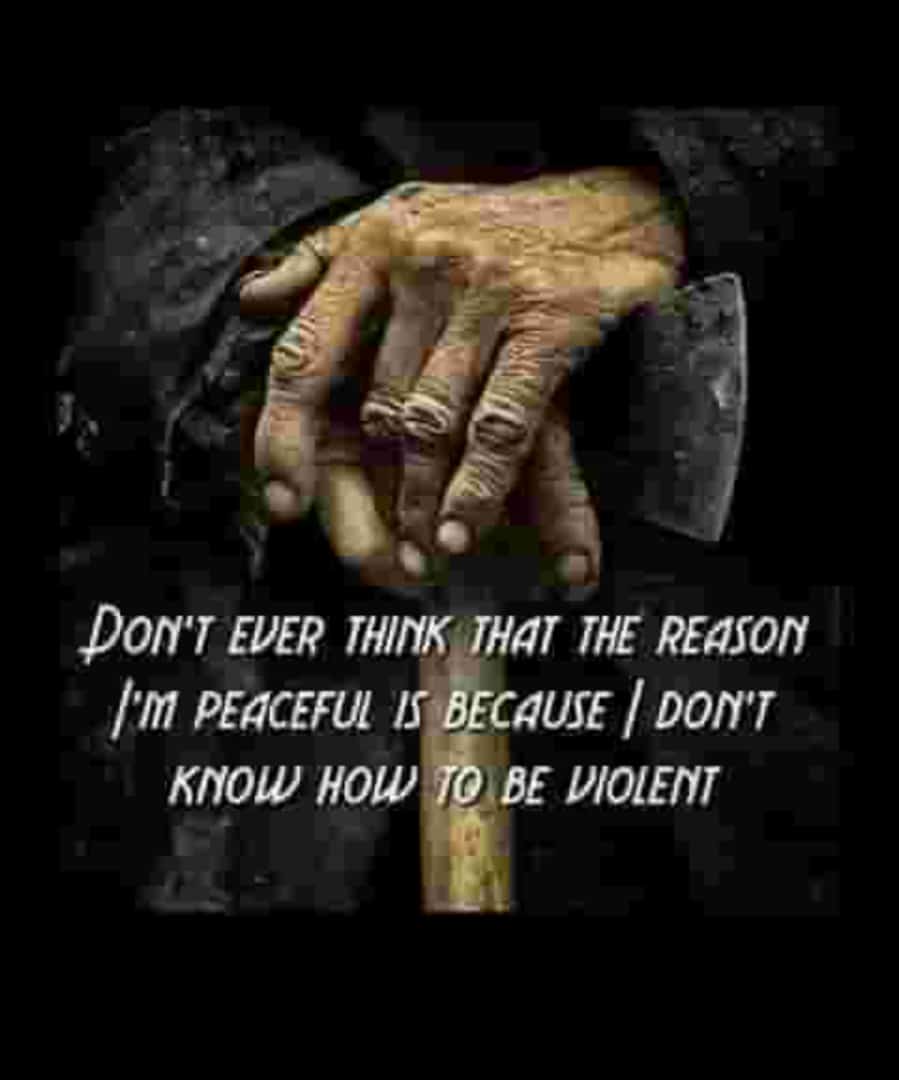 Don't ever think that the reason
I'm peaceful is because I don't
know how to be violent